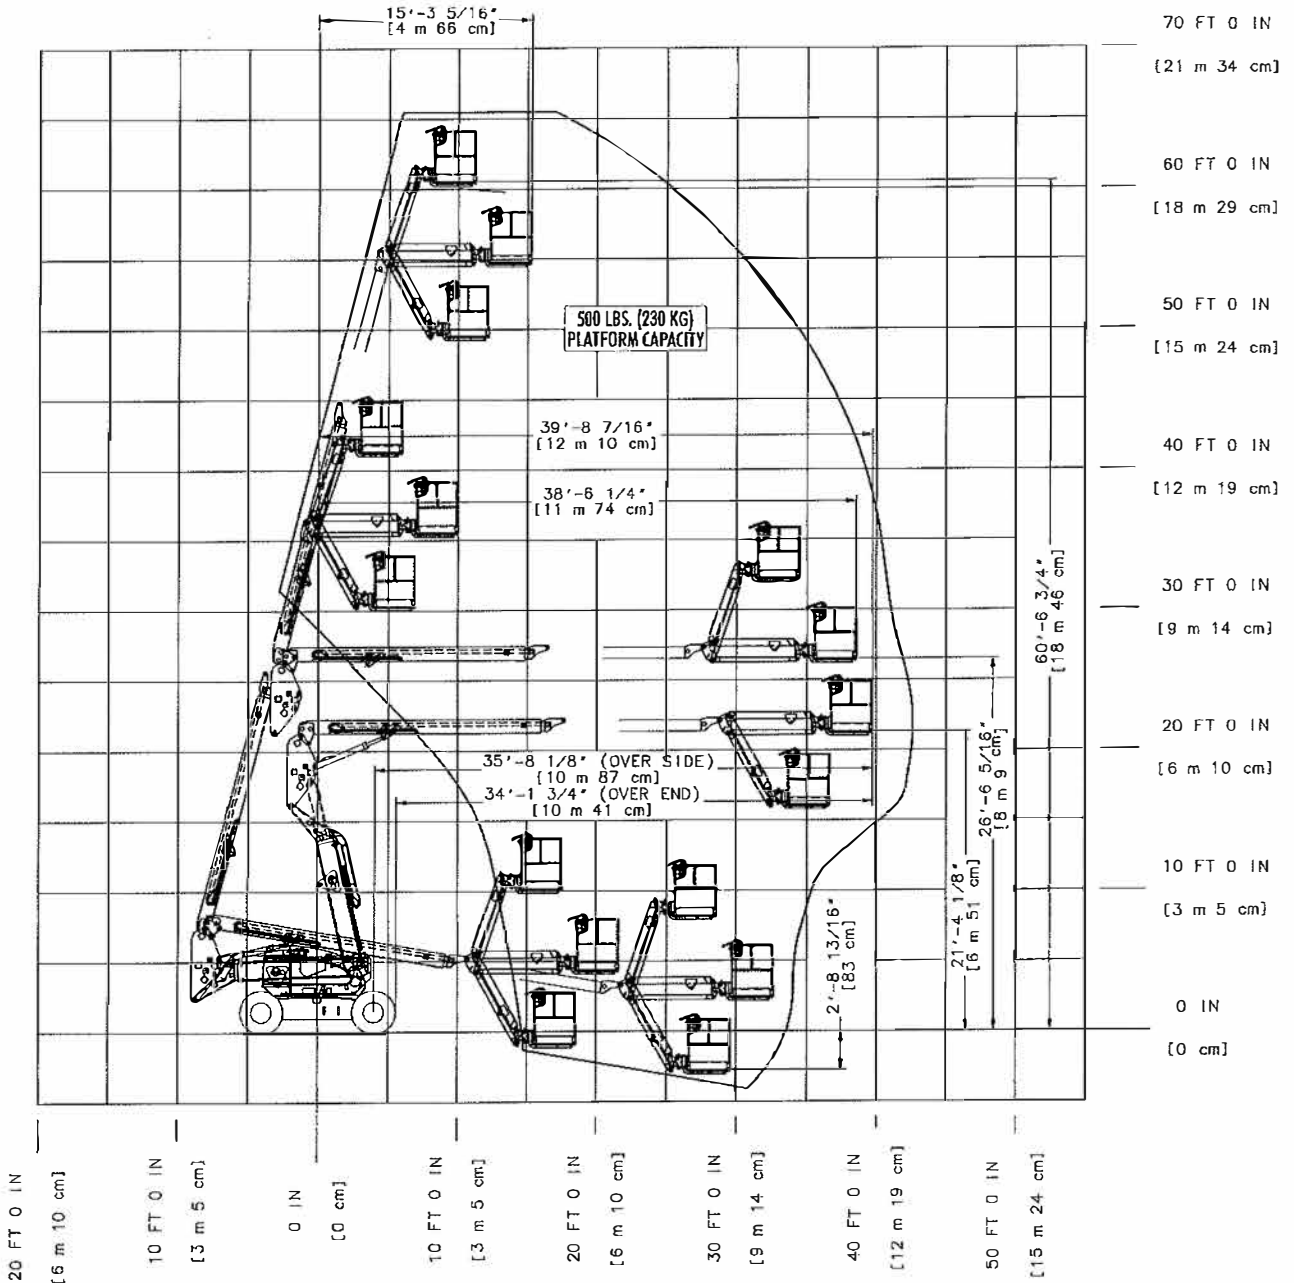 15'-3 5/16"
[4 m 66 cm]
70 FT 0 IN
[21 m 34 cm]
60 FT 0 IN
[18 m 29 cm]
500 LBS. (230 KG)
PLATFORM CAPACITY
50 FT 0 IN
[15 m 24 cm]
39'-8 7/16"
[12 m 10 cm]
40 FT 0 IN
[12 m 19 cm]
38'-6 1/4"
[11 m 74 cm]
30 FT 0 IN
[9 m 14 cm]
60'-6 3/4"
[18 m 46 cm]
20 FT 0 IN
[6 m 10 cm]
35'-8 1/8" (OVER SIDE)
[10 m 87 cm]
34'-1 3/4" (OVER END)
[10 m 41 cm]
26'-6 5/16"
[8 m 9 cm]
10 FT 0 IN
[3 m 5 cm]
21'-4 1/8"
[6 m 51 cm]
2'-8 13/16"
[83 cm]
0 IN
[0 cm]
20 FT 0 IN
[6 m 10 cm]
10 FT 0 IN
[3 m 5 cm]
0 IN
[0 cm]
10 FT 0 IN
[3 m 5 cm]
20 FT 0 IN
[6 m 10 cm]
30 FT 0 IN
[9 m 14 cm]
40 FT 0 IN
[12 m 19 cm]
50 FT 0 IN
[15 m 24 cm]